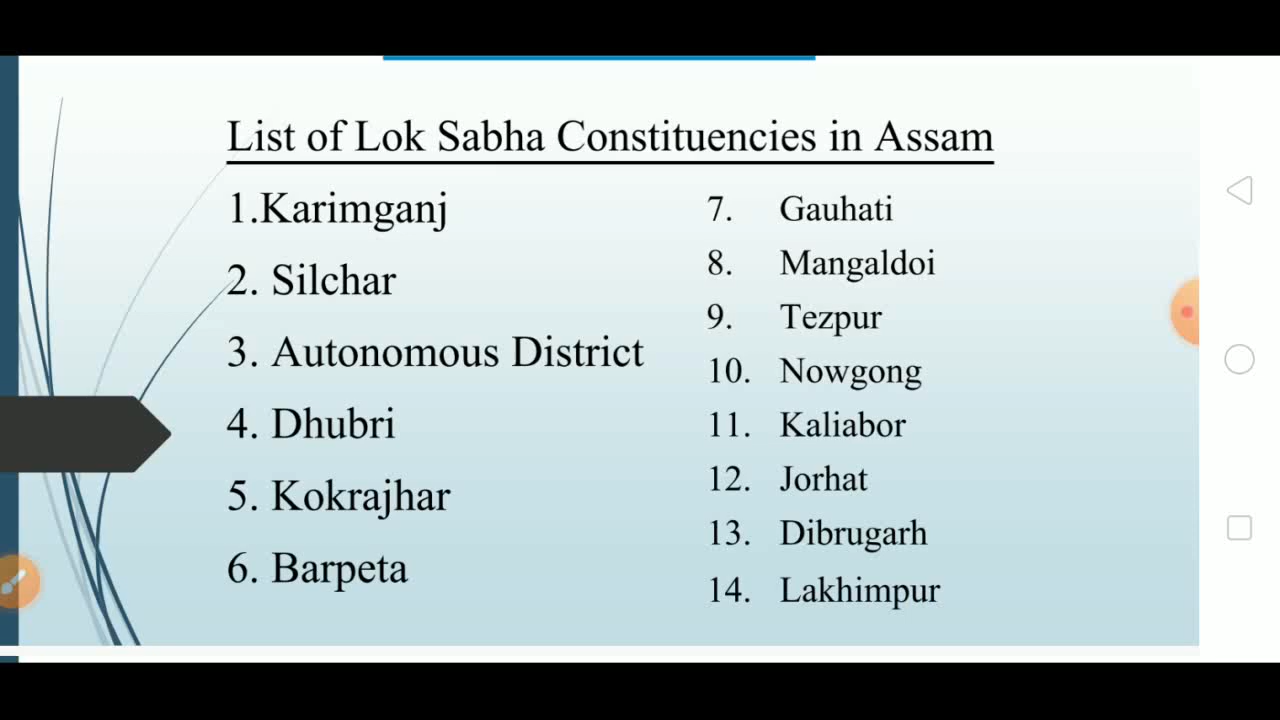 List of Lok Sabha Constituencies in Assam
1.Karimganj
2. Silchar
3. Autonomous District
4. Dhubri
5. Kokrajhar
6. Barpeta
7. Gauhati
8. Mangaldoi
9. Tezpur
10. Nowgong
11. Kaliabor
12. Jorhat
13. Dibrugarh
14. Lakhimpur